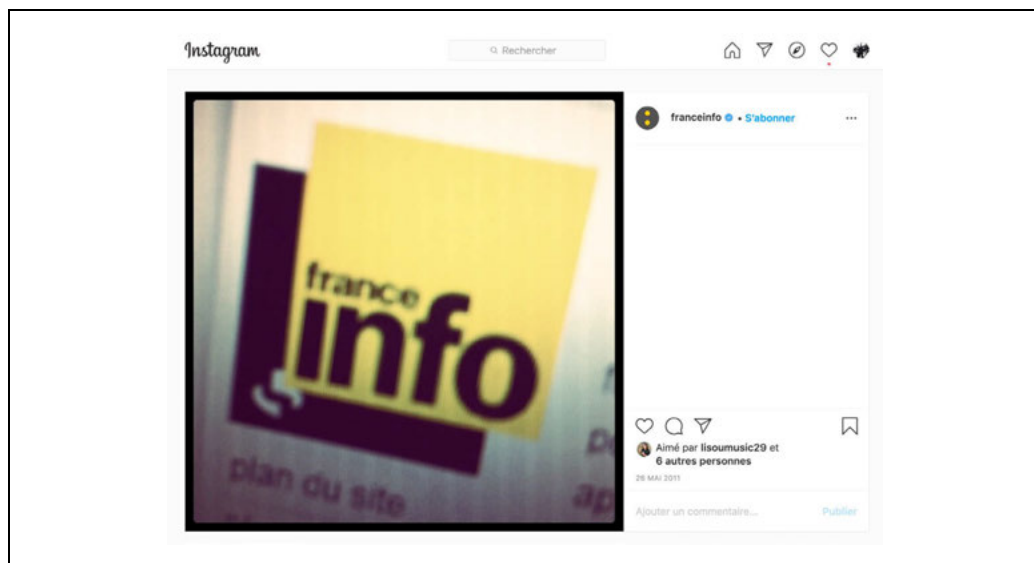 Instagram
Rechercher
franceinfo • S'abonner
france
info
plan du site
Aimé par lisoumusic29 et
6 autres personnes
26 MAI 2011
Ajouter un commentaire...
Publier